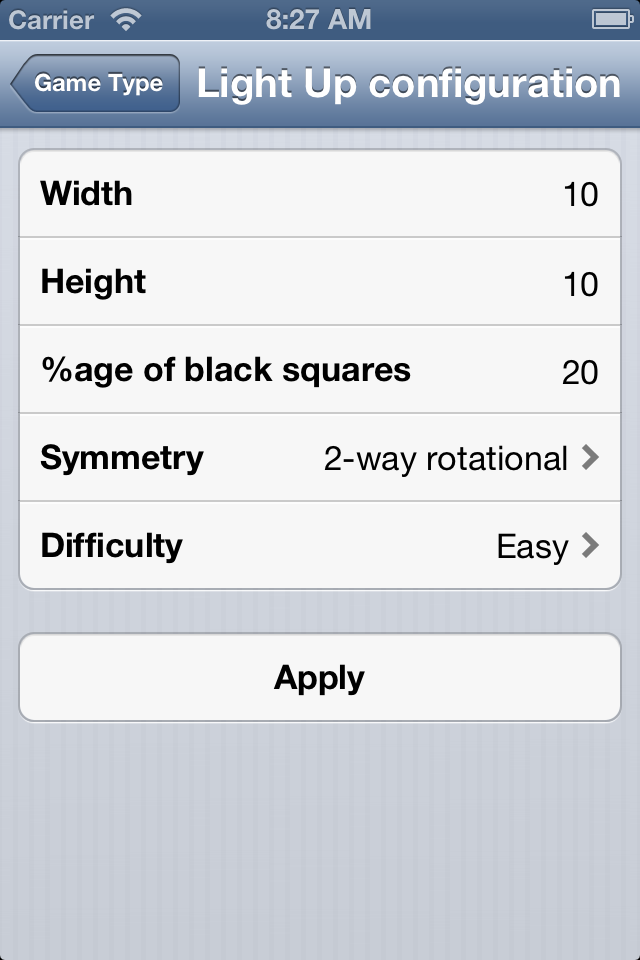 Carrier 8:27 AM
Game Type Light Up configuration
Width 10
Height 10
%age of black squares 20
Symmetry 2-way rotational
Difficulty Easy
Apply